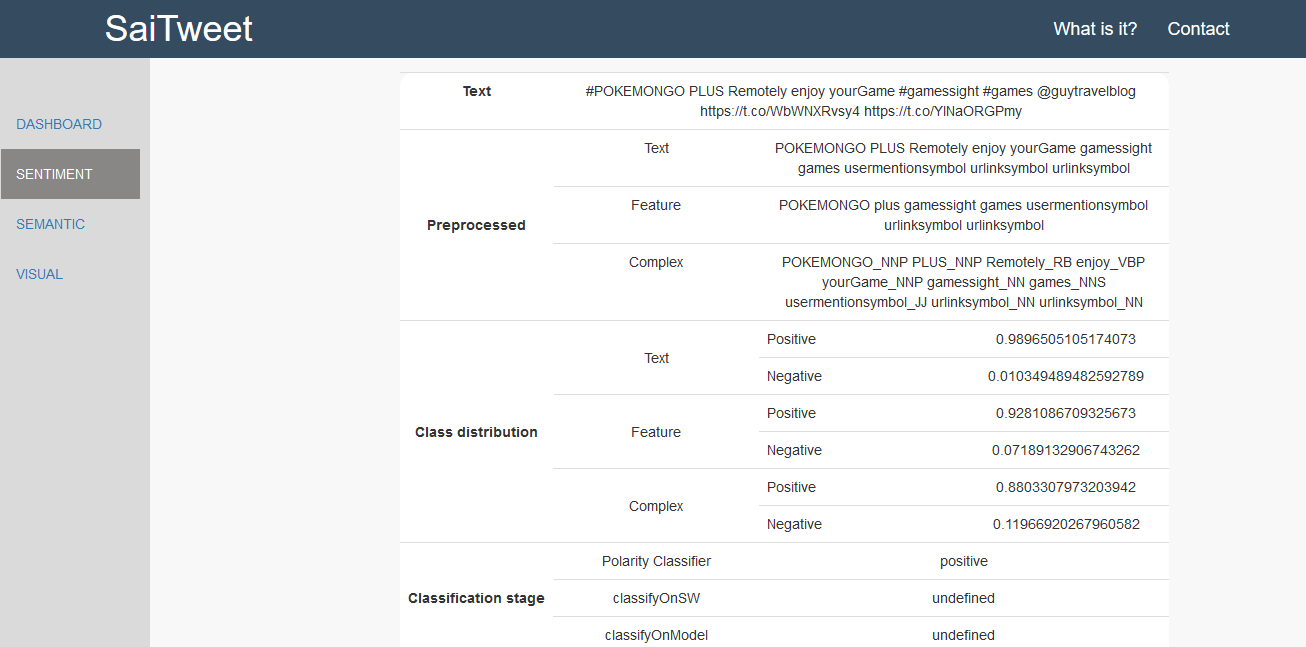 SaiTweet
What is it?
Contact
DASHBOARD
SENTIMENT
SEMANTIC
VISUAL
Text
#POKEMONGO PLUS Remotely enjoy yourGame #gamessight #games @guytravelblog
https://t.co/WbWNXRvsy4 https://t.co/YlNaORGPmy
Preprocessed
Text
POKEMONGO PLUS Remotely enjoy yourGame gamessight
games usermentionsymbol urlinksymbol urlinksymbol
Feature
POKEMONGO plus gamessight games usermentionsymbol
urlinksymbol urlinksymbol
Complex
POKEMONGO_NNP PLUS_NNP Remotely_RB enjoy_VBP
yourGame_NNP gamessight_NN games_NNS
usermentionsymbol_JJ urlinksymbol_NN urlinksymbol_NN
Class distribution
Text
Positive 0.9896505105174073
Negative 0.010349489482592789
Feature
Positive 0.9281086709325673
Negative 0.07189132906743262
Complex
Positive 0.8803307973203942
Negative 0.11966920267960582
Classification stage
Polarity Classifier positive
classifyOnSW undefined
classifyOnModel undefined